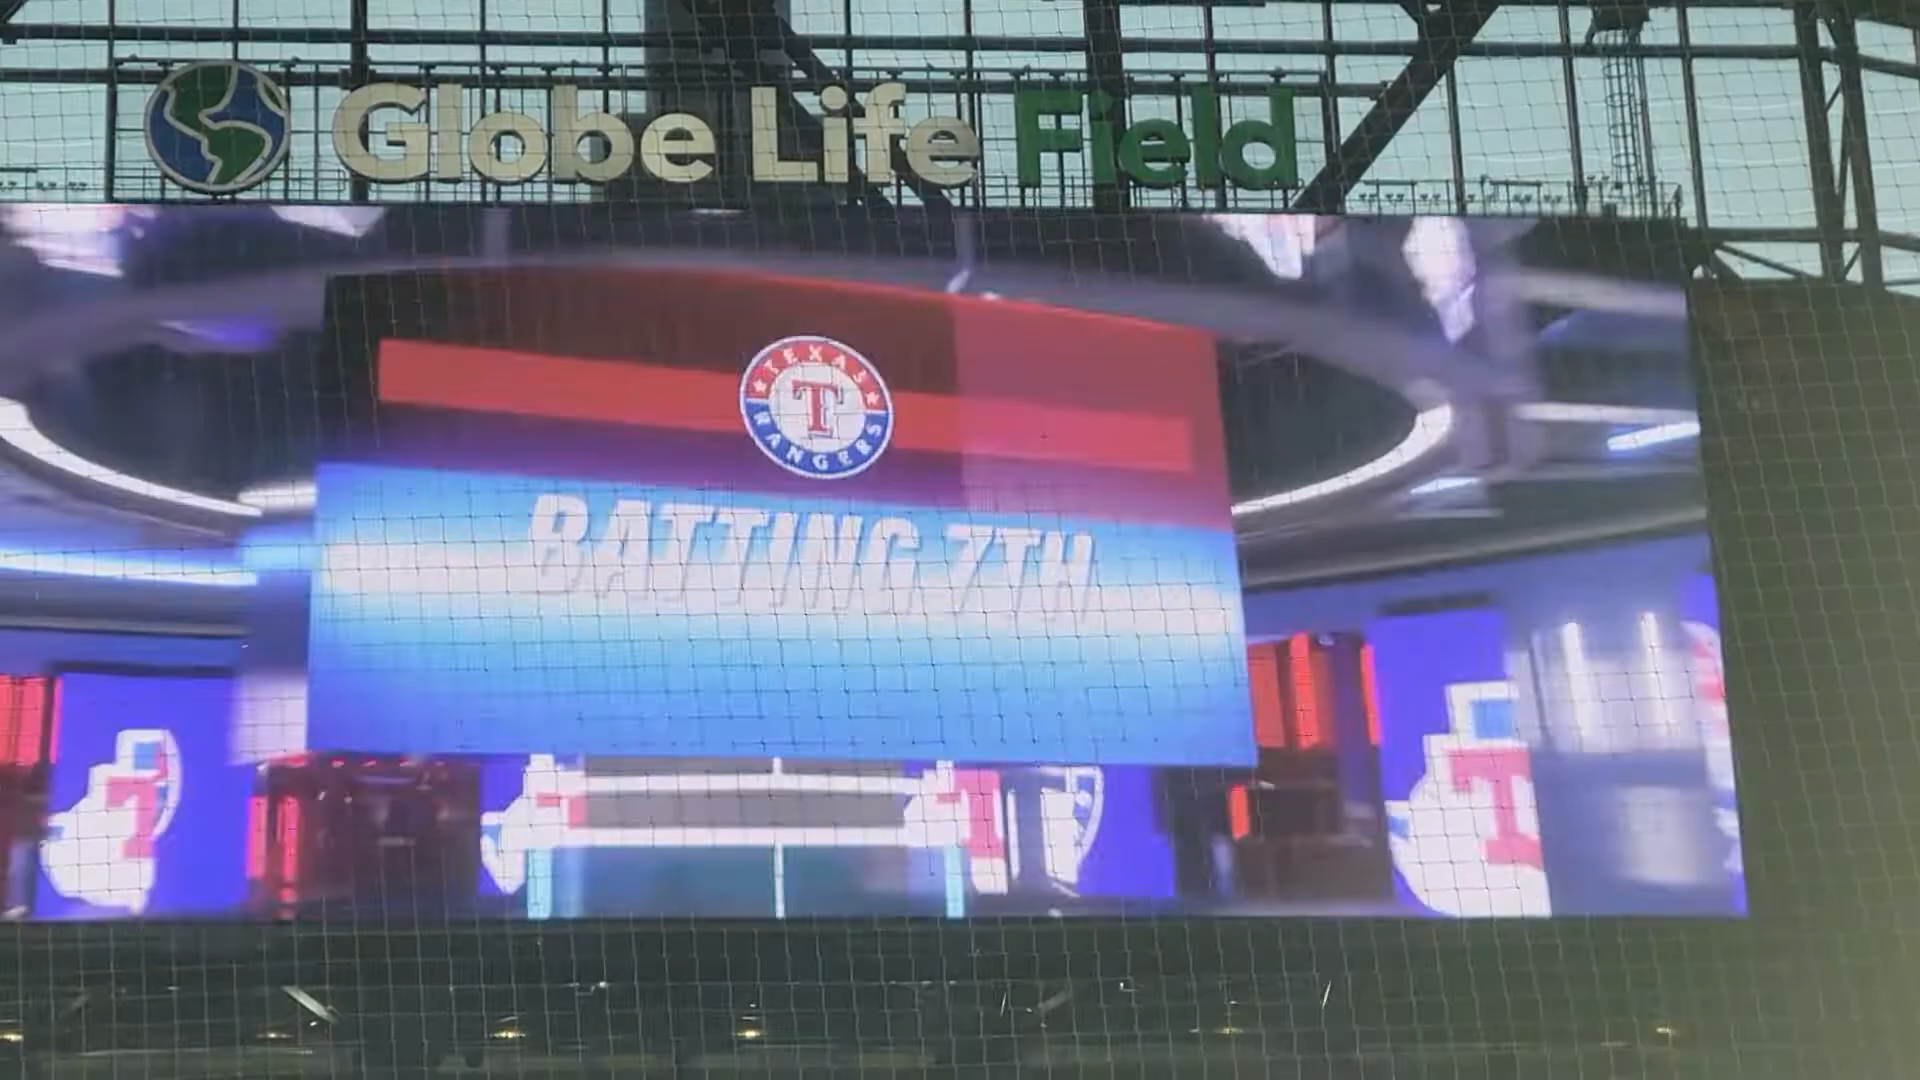 Globe Life Field
TEXAS
T
RANGERS
BATTING 7TH
T
T
T